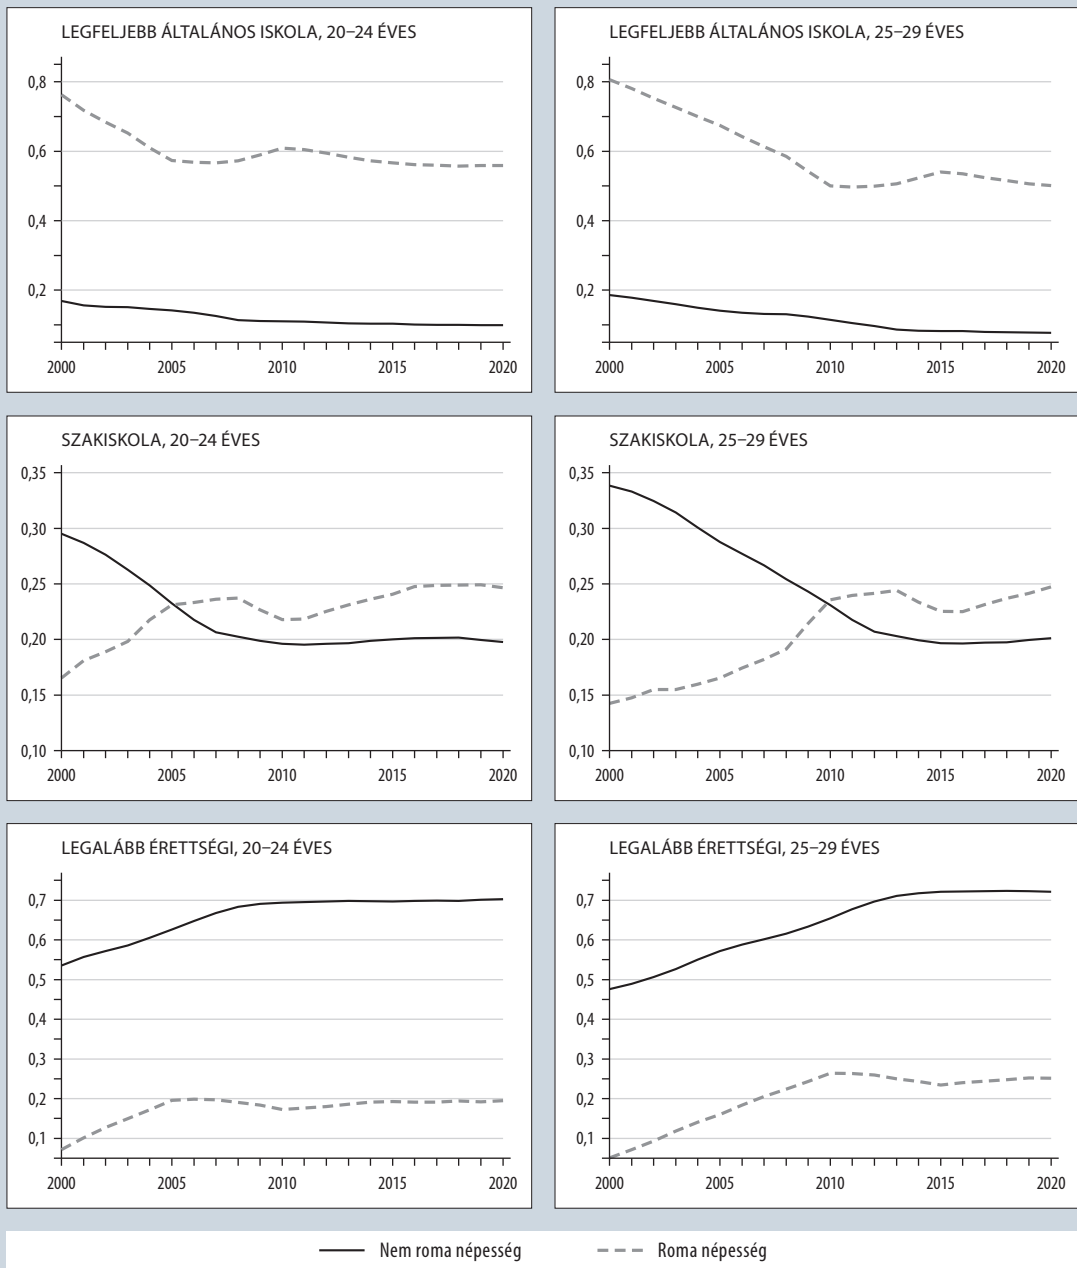 LEGFELJEBB ÁLTALÁNOS ISKOLA, 20–24 ÉVES
0,8
0,6
0,4
0,2
2000 2005 2010 2015 2020
LEGFELJEBB ÁLTALÁNOS ISKOLA, 25–29 ÉVES
0,8
0,6
0,4
0,2
2000 2005 2010 2015 2020
SZAKISKOLA, 20–24 ÉVES
0,35
0,30
0,25
0,20
0,15
0,10
2000 2005 2010 2015 2020
SZAKISKOLA, 25–29 ÉVES
0,35
0,30
0,25
0,20
0,15
0,10
2000 2005 2010 2015 2020
LEGALÁBB ÉRETTSÉGI, 20–24 ÉVES
0,7
0,6
0,5
0,4
0,3
0,2
0,1
2000 2005 2010 2015 2020
LEGALÁBB ÉRETTSÉGI, 25–29 ÉVES
0,7
0,6
0,5
0,4
0,3
0,2
0,1
2000 2005 2010 2015 2020
Nem roma népesség Roma népesség